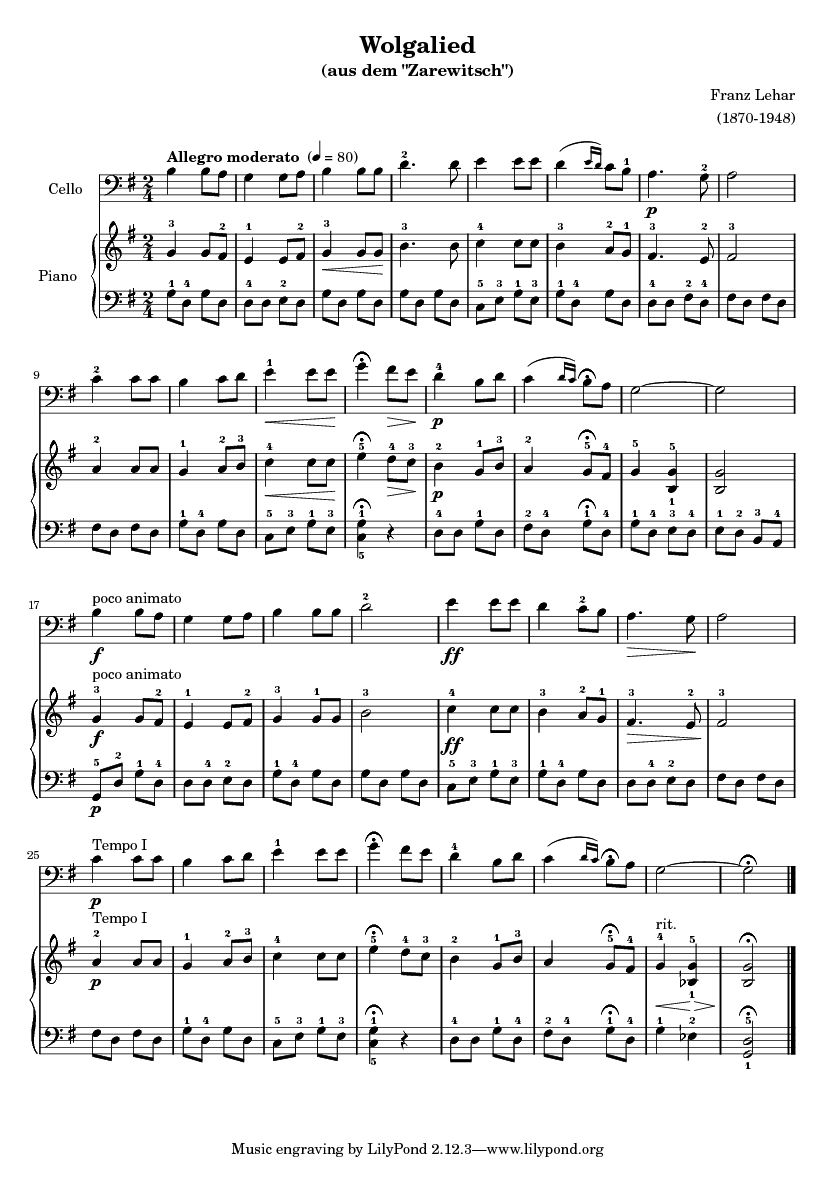 Wolgalied
(aus dem "Zarewitsch")
Franz Lehar
(1870-1948)
Allegro moderato (♩ = 80)
Cello
Piano
p
9
p
p
17
poco animato
f
ff
poco animato
f
ff
p
25
Tempo I
p
Tempo I
p
rit.
Music engraving by LilyPond 2.12.3—www.lilypond.org